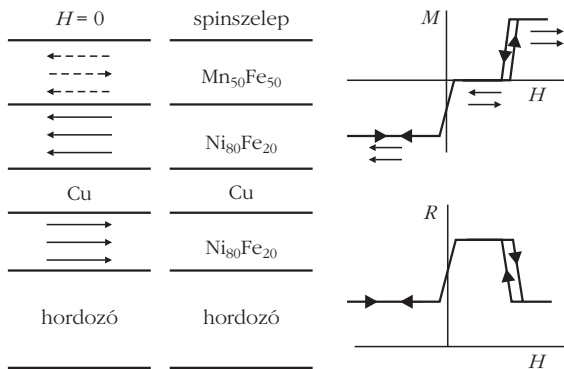 H = 0
spinszelep
Mn50Fe50
Ni80Fe20
Cu
Cu
Ni80Fe20
hordozó
hordozó
M
H
R
H